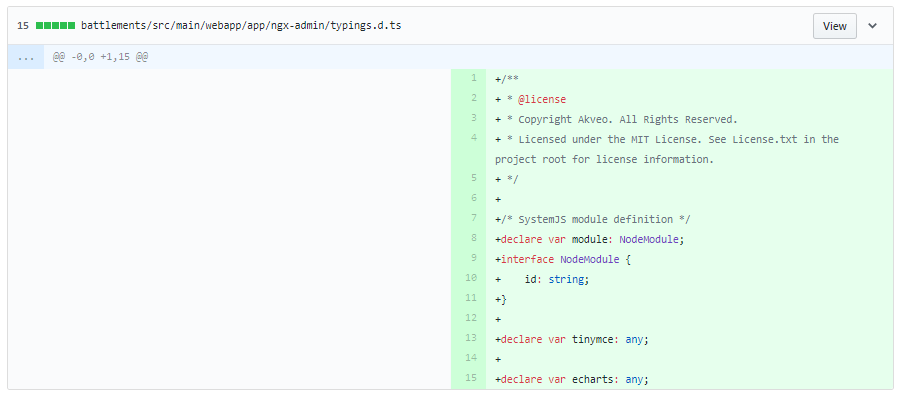 15 battlements/src/main/webapp/app/ngx-admin/typings.d.ts View
... @@ -0,0 +1,15 @@
1 +/**
2 + * @license
3 + * Copyright Akveo. All Rights Reserved.
4 + * Licensed under the MIT License. See License.txt in the
project root for license information.
5 + */
6 +
7 +/* SystemJS module definition */
8 +declare var module: NodeModule;
9 +interface NodeModule {
10 +    id: string;
11 +}
12 +
13 +declare var tinymce: any;
14 +
15 +declare var echarts: any;